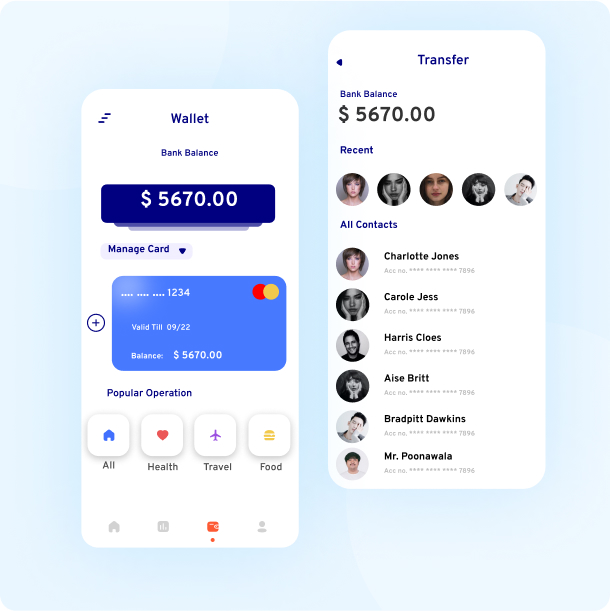 Wallet
Bank Balance
$ 5670.00
Manage Card
.... .... .... 1234
Valid Till 09/22
Balance: $ 5670.00
Popular Operation
All
Health
Travel
Food
Transfer
Bank Balance
$ 5670.00
Recent
All Contacts
Charlotte Jones
Acc no. **** **** **** 7896
Carole Jess
Acc no. **** **** **** 7896
Harris Cloes
Acc no. **** **** **** 7896
Aise Britt
Acc no. **** **** **** 7896
Bradpitt Dawkins
Acc no. **** **** **** 7896
Mr. Poonawala
Acc no. **** **** **** 7896